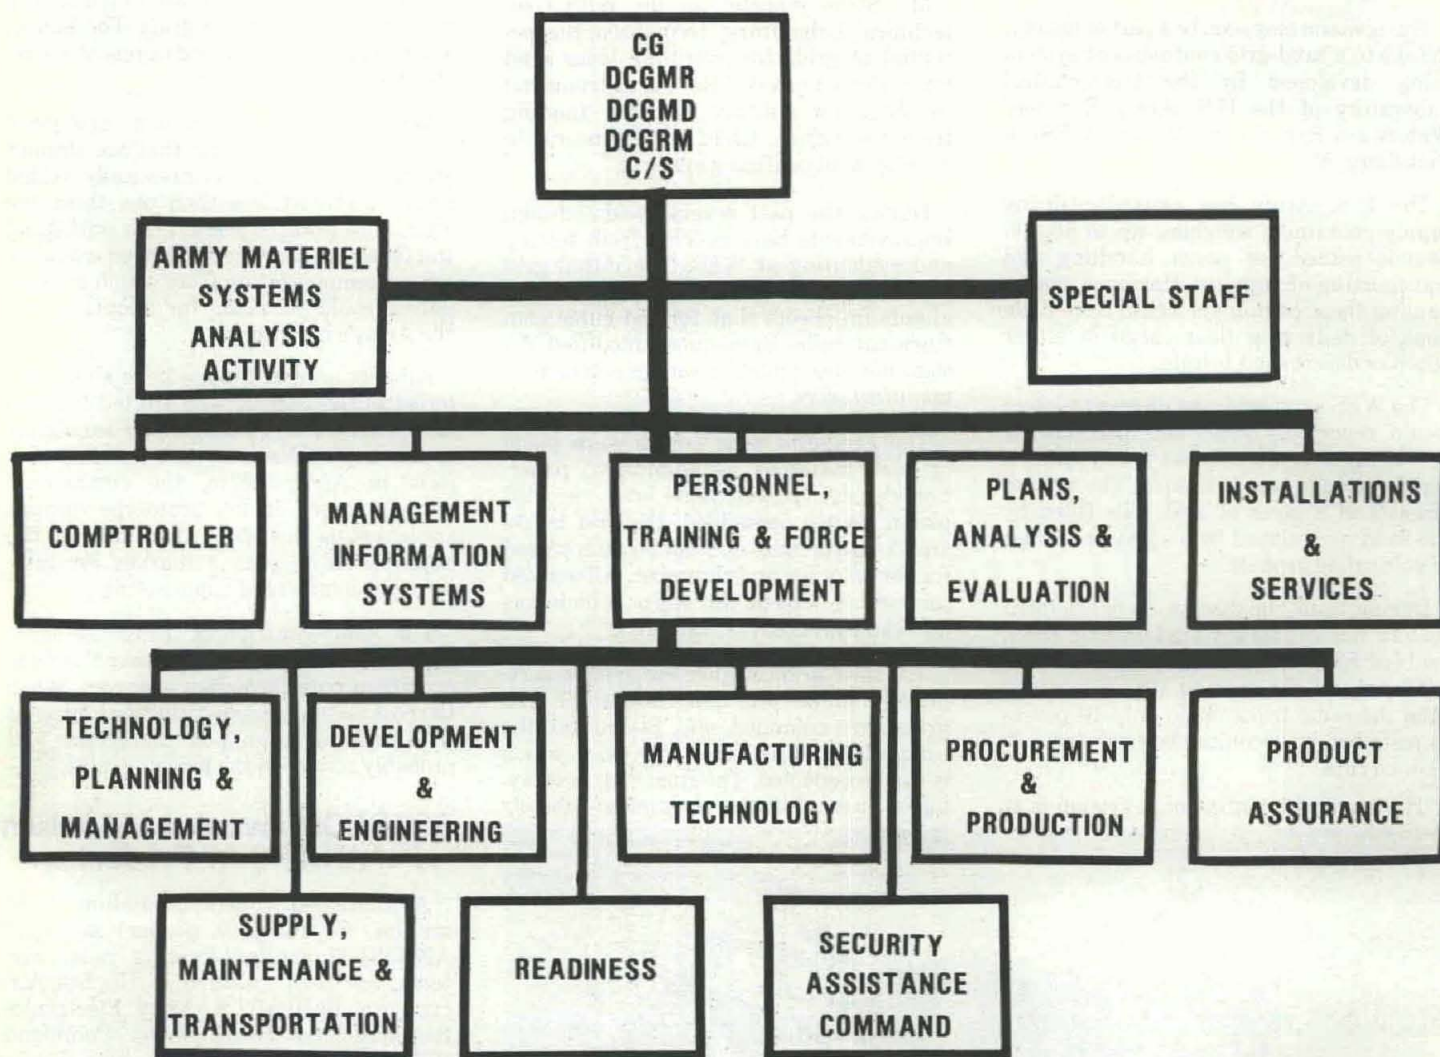 CG
DCGMR
DCGMD
DCGRM
C/S
ARMY MATERIEL
SYSTEMS
ANALYSIS
ACTIVITY
SPECIAL STAFF
COMPTROLLER
MANAGEMENT
INFORMATION
SYSTEMS
PERSONNEL,
TRAINING & FORCE
DEVELOPMENT
PLANS,
ANALYSIS &
EVALUATION
INSTALLATIONS
&
SERVICES
TECHNOLOGY,
PLANNING &
MANAGEMENT
DEVELOPMENT
&
ENGINEERING
MANUFACTURING
TECHNOLOGY
PROCUREMENT
&
PRODUCTION
PRODUCT
ASSURANCE
SUPPLY,
MAINTENANCE &
TRANSPORTATION
READINESS
SECURITY
ASSISTANCE
COMMAND